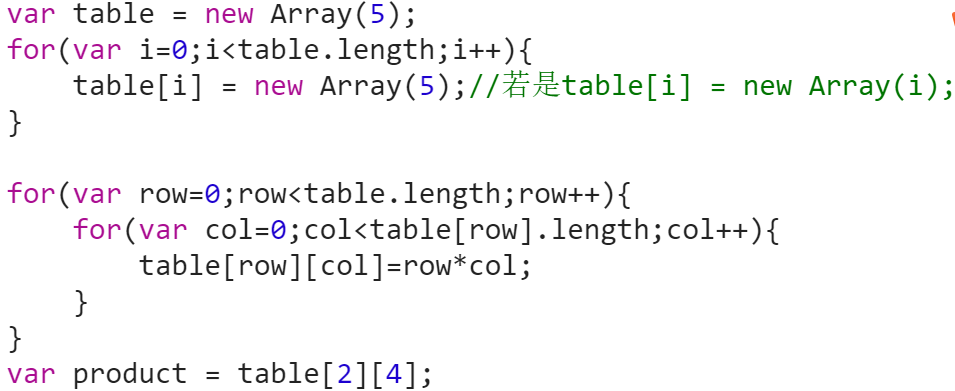 var table = new Array(5);
for(var i=0;i<table.length;i++){
    table[i] = new Array(5);//若是table[i] = new Array(i);
}

for(var row=0;row<table.length;row++){
    for(var col=0;col<table[row].length;col++){
        table[row][col]=row*col;
    }
}
var product = table[2][4];